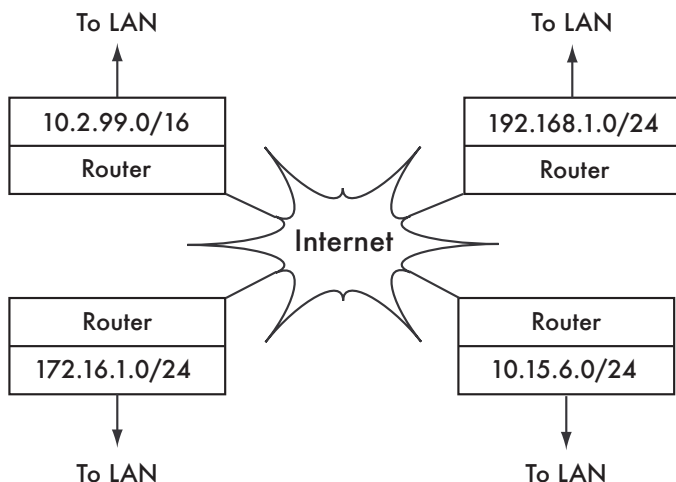 To LAN
To LAN
10.2.99.0/16
192.168.1.0/24
Router
Router
Internet
Router
Router
172.16.1.0/24
10.15.6.0/24
To LAN
To LAN